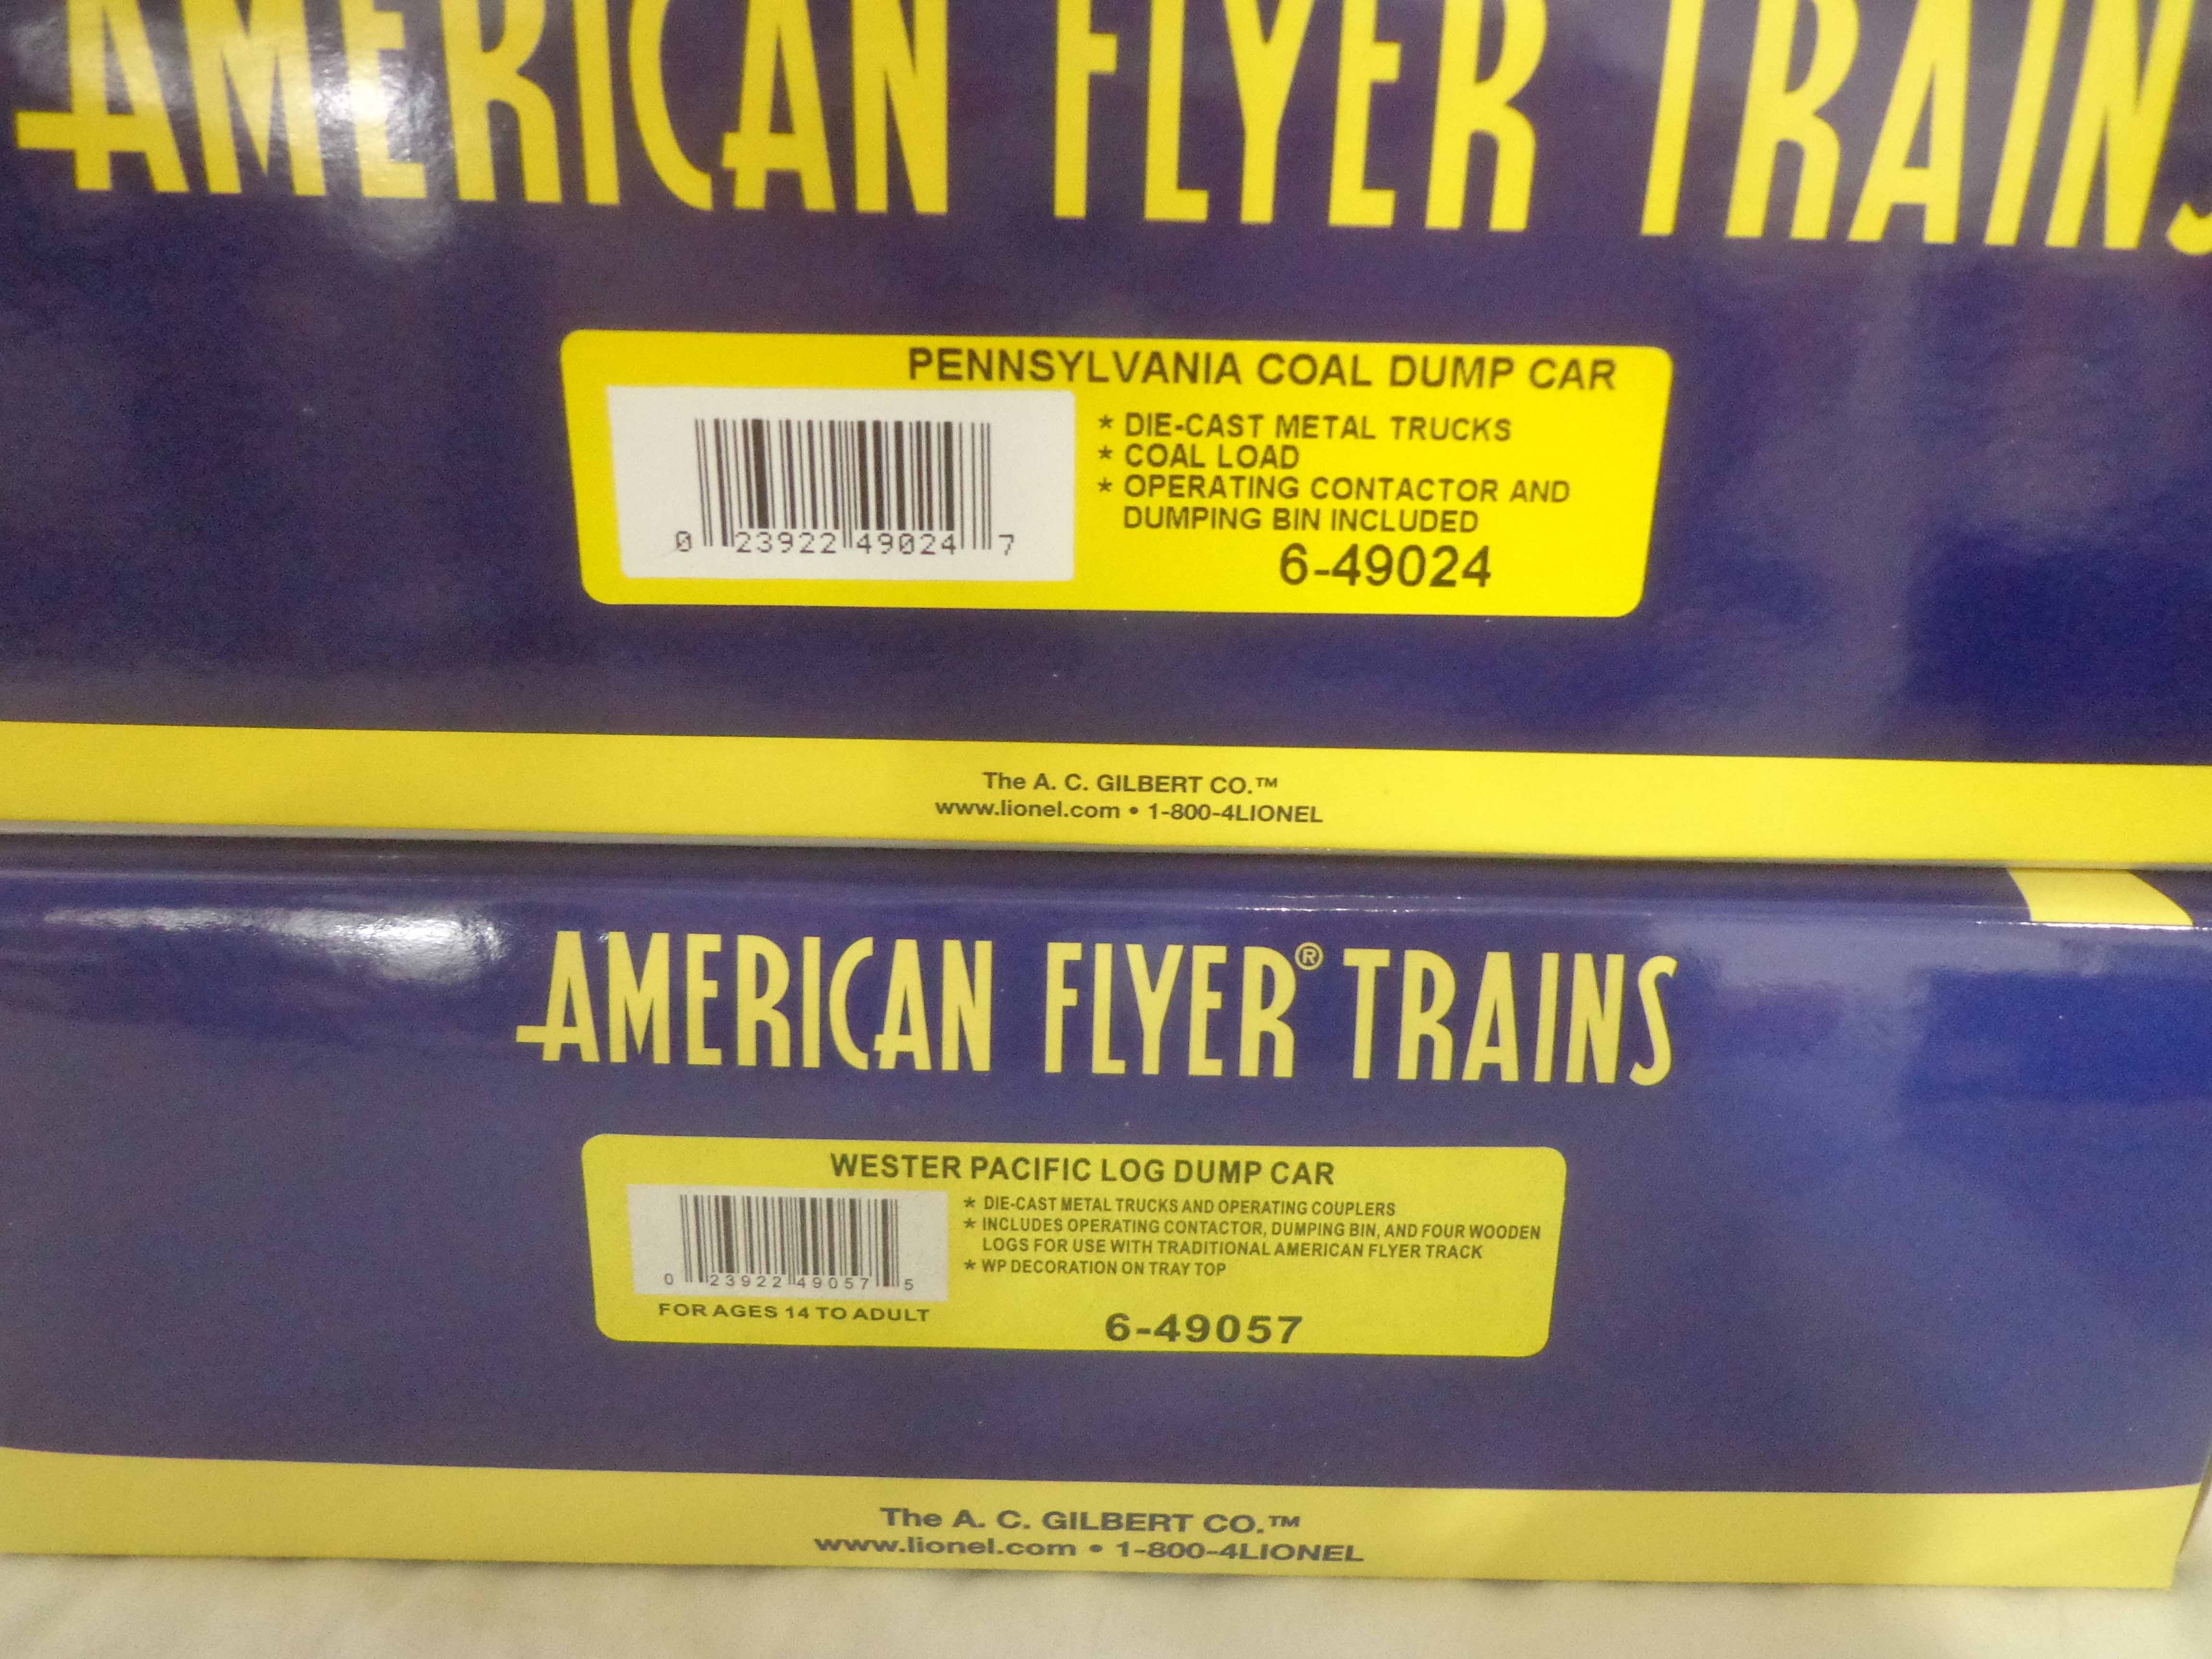 AMERICAN FLYER TRAINS
PENNSYLVANIA COAL DUMP CAR
* DIE-CAST METAL TRUCKS
* COAL LOAD
* OPERATING CONTACTOR AND
DUMPING BIN INCLUDED
0 23922 49024 7
6-49024
The A. C. GILBERT CO.™
www.lionel.com • 1-800-4LIONEL
AMERICAN FLYER® TRAINS
WESTER PACIFIC LOG DUMP CAR
* DIE-CAST METAL TRUCKS AND OPERATING COUPLERS
* INCLUDES OPERATING CONTACTOR, DUMPING BIN, AND FOUR WOODEN
LOGS FOR USE WITH TRADITIONAL AMERICAN FLYER TRACK
* WP DECORATION ON TRAY TOP
0 23922 49057 5
FOR AGES 14 TO ADULT
6-49057
The A. C. GILBERT CO.™
www.lionel.com • 1-800-4LIONEL